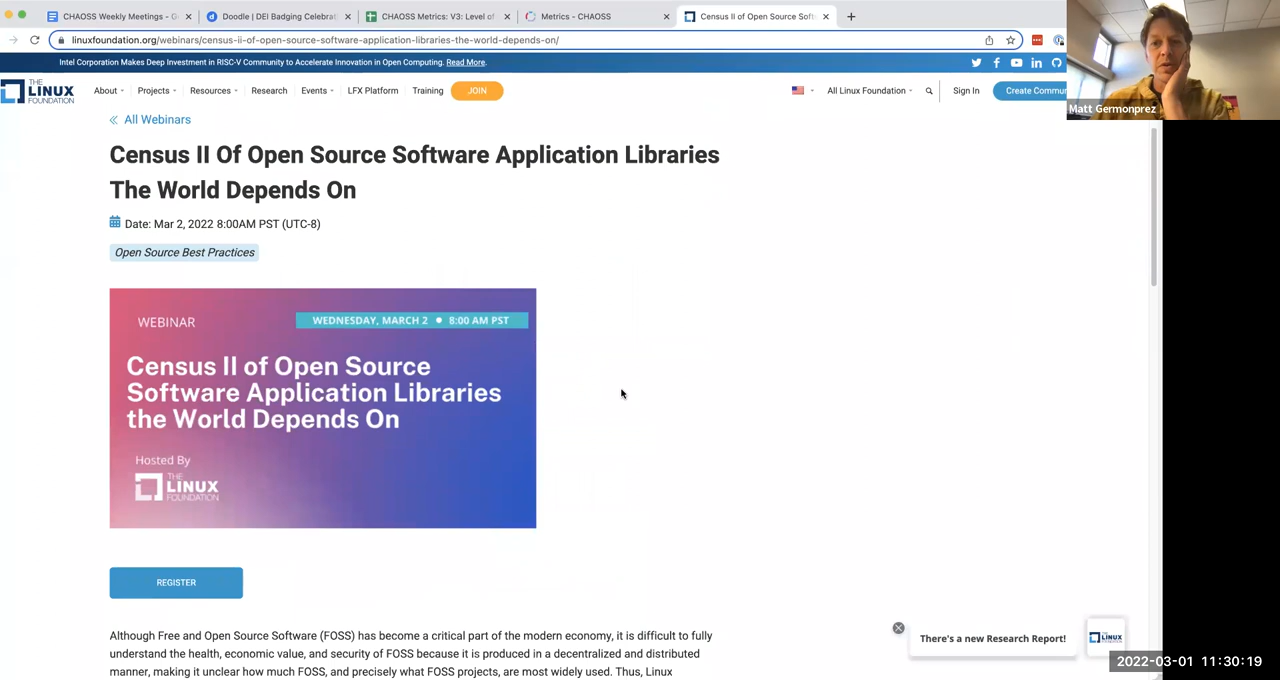 CHAOSS Weekly Meetings - G
Doodle | DEI Badging Celebrat
CHAOSS Metrics: V3: Level of
Metrics - CHAOSS
Census II of Open Source Soft
linuxfoundation.org/webinars/census-ii-of-open-source-software-application-libraries-the-world-depends-on/
Intel Corporation Makes Deep Investment in RISC-V Community to Accelerate Innovation in Open Computing. Read More.
THE LINUX FOUNDATION
About
Projects
Resources
Research
Events
LFX Platform
Training
JOIN
All Linux Foundation
Sign In
Create Commun
Matt Germonprez
« All Webinars
Census II Of Open Source Software Application Libraries
The World Depends On
Date: Mar 2, 2022 8:00AM PST (UTC-8)
Open Source Best Practices
WEBINAR
WEDNESDAY, MARCH 2 • 8:00 AM PST
Census II of Open Source
Software Application Libraries
the World Depends On
Hosted By
THE
LINUX
FOUNDATION
REGISTER
Although Free and Open Source Software (FOSS) has become a critical part of the modern economy, it is difficult to fully
understand the health, economic value, and security of FOSS because it is produced in a decentralized and distributed
manner, making it unclear how much FOSS, and precisely what FOSS projects, are most widely used. Thus, Linux
There's a new Research Report!
LINUX
2022-03-01 11:30:19